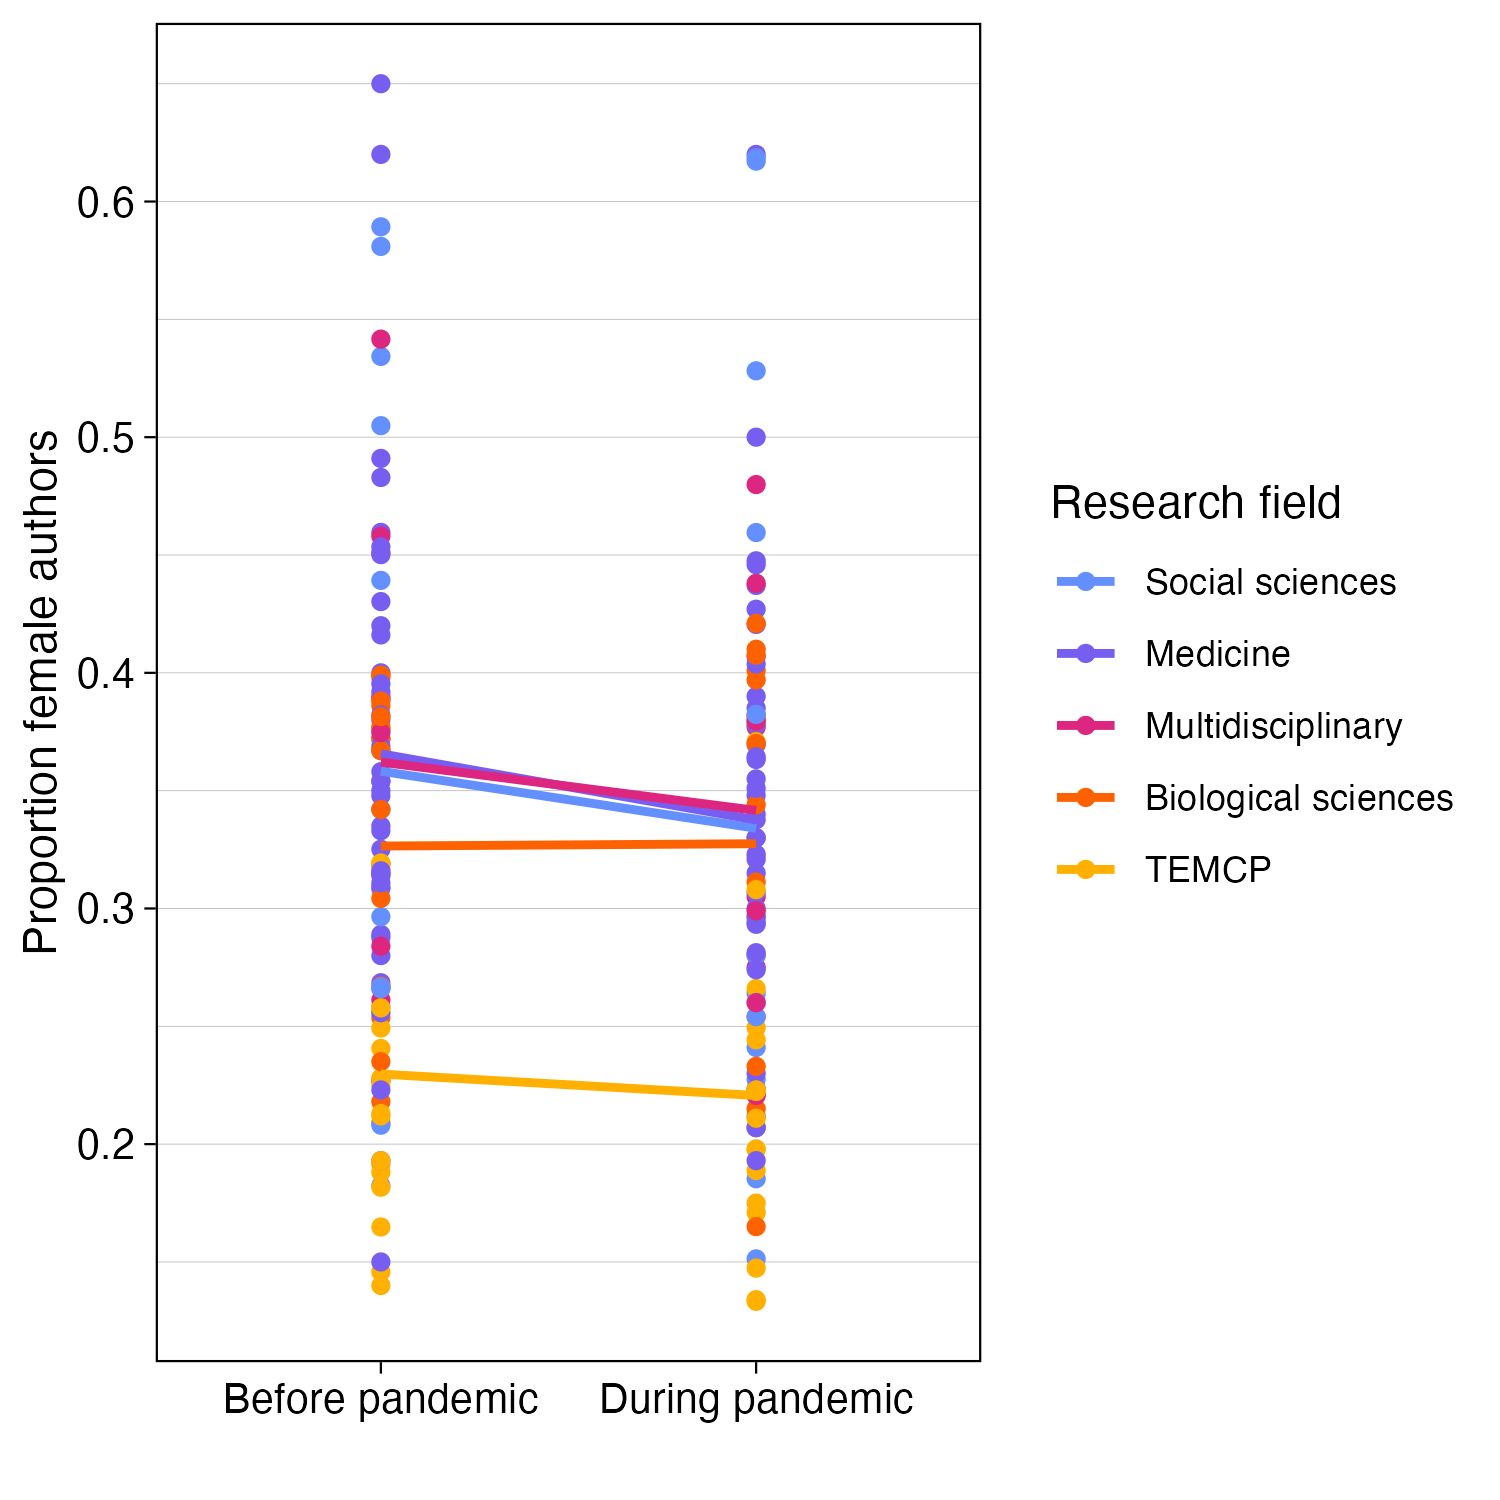 Proportion female authors
0.6
0.5
0.4
0.3
0.2
Before pandemic
During pandemic
Research field
Social sciences
Medicine
Multidisciplinary
Biological sciences
TEMCP